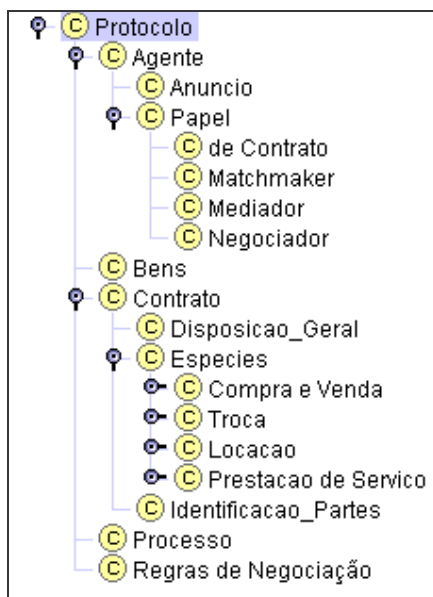 Protocolo
Agente
Anuncio
Papel
de Contrato
Matchmaker
Mediador
Negociador
Bens
Contrato
Disposicao_Geral
Especies
Compra e Venda
Troca
Locacao
Prestacao de Servico
Identificacao_Partes
Processo
Regras de Negociação